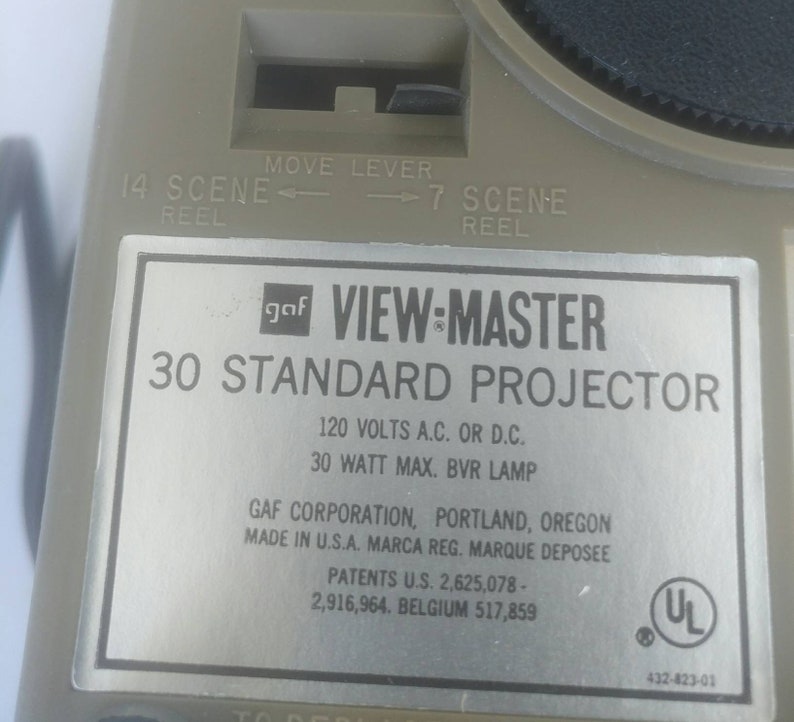 MOVE LEVER
14 SCENE ← → 7 SCENE
REEL REEL
gaf VIEW-MASTER ®
30 STANDARD PROJECTOR
120 VOLTS A.C. OR D.C.
30 WATT MAX. BVR LAMP
GAF CORPORATION, PORTLAND, OREGON
MADE IN U.S.A. MARCA REG. MARQUE DEPOSEE
PATENTS U.S. 2,625,078 -
2,916,964. BELGIUM 517,859
UL ®
432-823-01